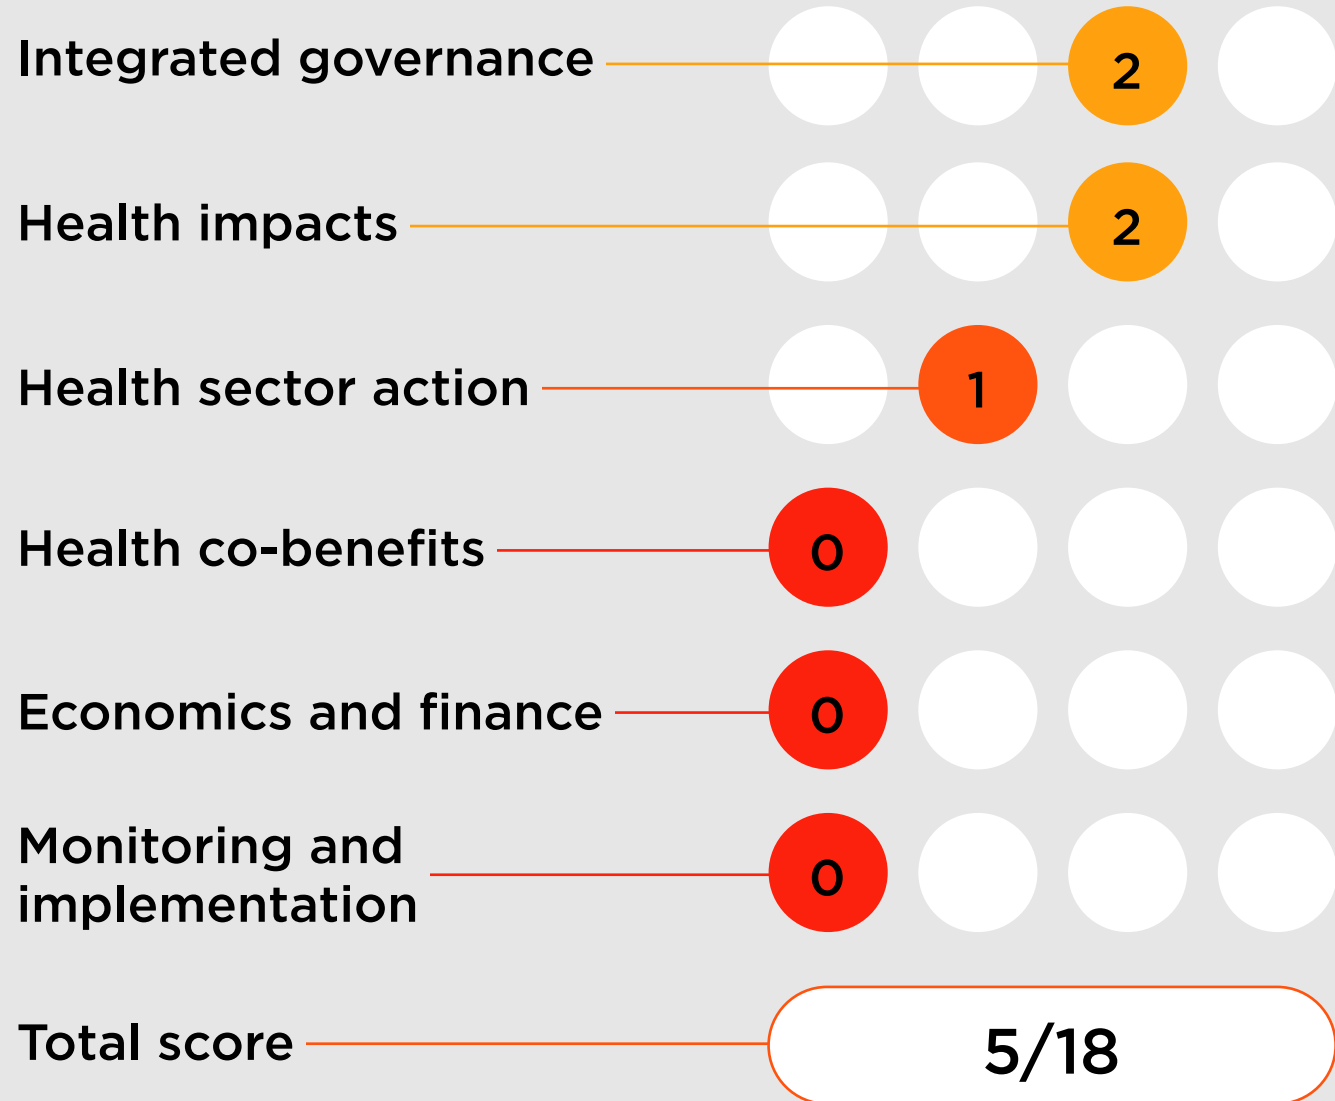 Integrated governance 2
Health impacts 2
Health sector action 1
Health co-benefits 0
Economics and finance 0
Monitoring and
implementation 0
Total score 5/18